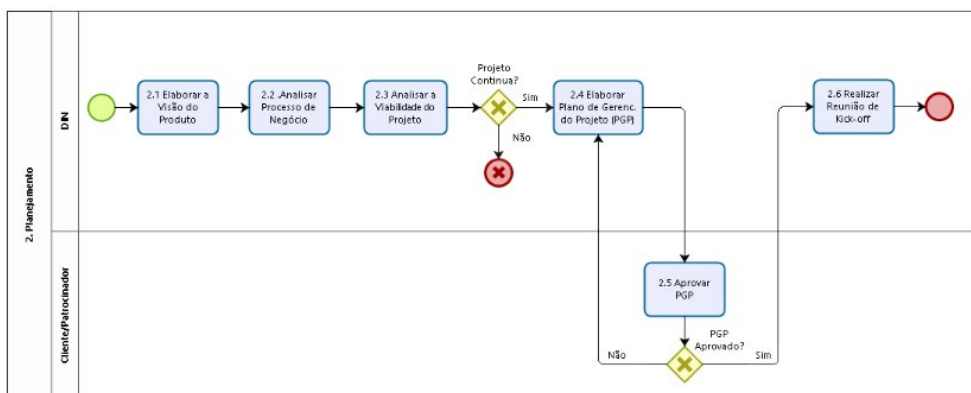 2. Planejamento
DIN
2.1 Elaborar a
Visão do
Produto
2.2 .Analisar
Processo de
Negócio
2.3 Analisar a
Viabilidade do
Projeto
Projeto
Continua?
Sim
Não
2.4 Elaborar
Plano de Gerenc.
do Projeto (PGP)
2.6 Realizar
Reunião de
Kick-off
Cliente/Patrocinador
2.5 Aprovar
PGP
PGP
Aprovado?
Não
Sim